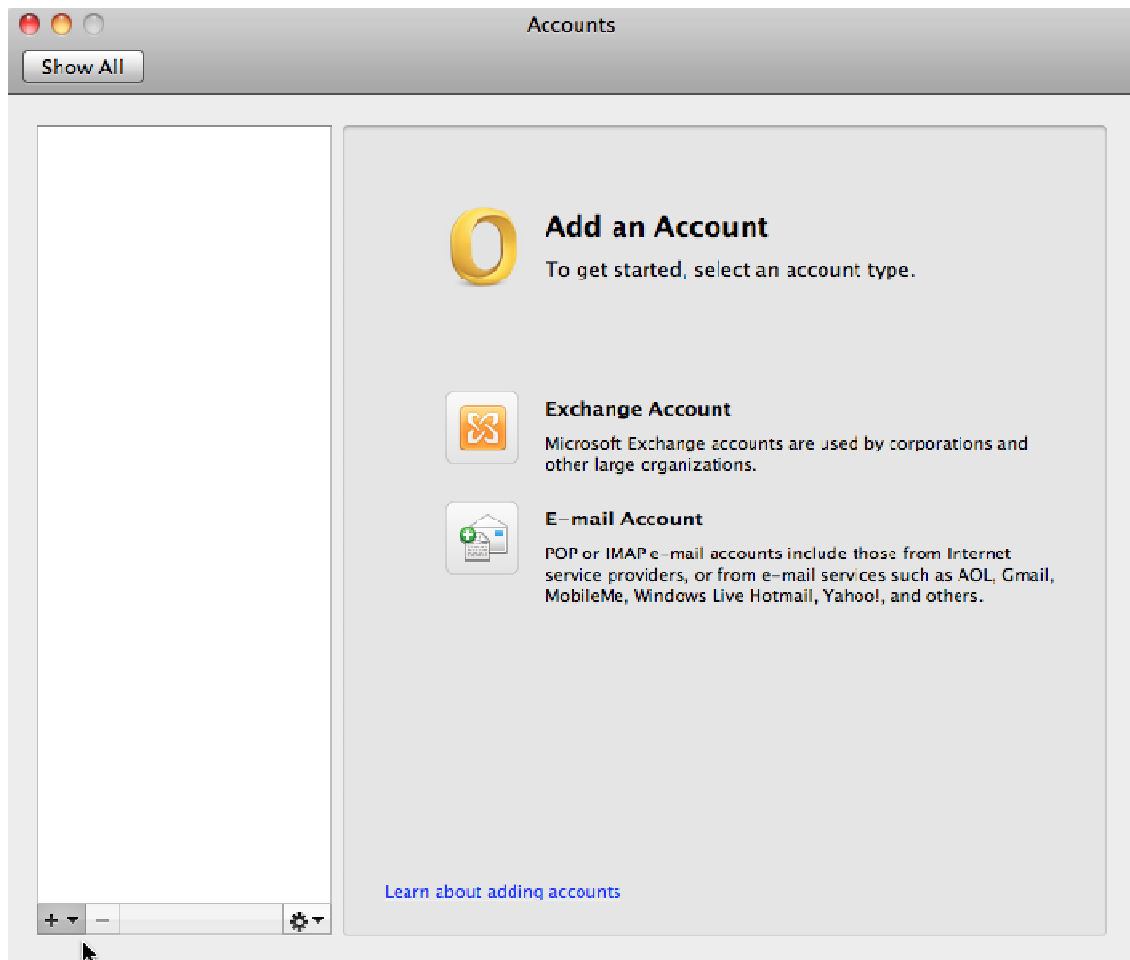 Accounts
Show All
Add an Account
To get started, select an account type.
Exchange Account
Microsoft Exchange accounts are used by corporations and
other large organizations.
E-mail Account
POP or IMAP e-mail accounts include those from Internet
service providers, or from e-mail services such as AOL, Gmail,
MobileMe, Windows Live Hotmail, Yahoo!, and others.
Learn about adding accounts